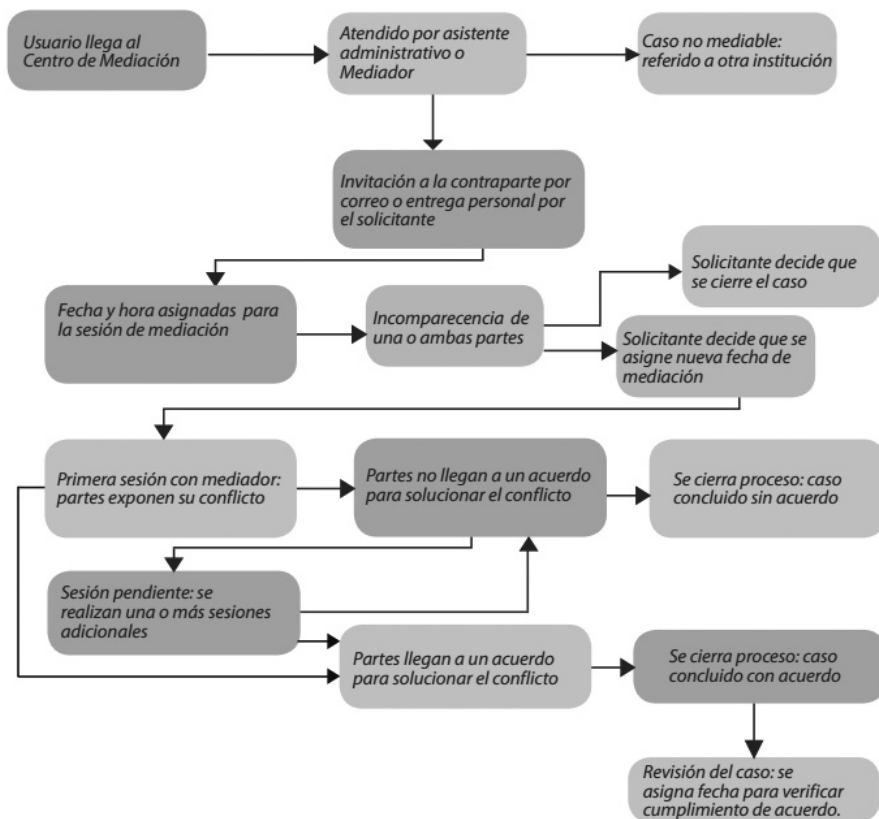 Usuario llega al
Centro de Mediación
Atendido por asistente
administrativo o
Mediador
Caso no mediable:
referido a otra institución
Invitación a la contraparte por
correo o entrega personal por
el solicitante
Fecha y hora asignadas para
la sesión de mediación
Incomparecencia de
una o ambas partes
Solicitante decide que
se cierre el caso
Solicitante decide que se
asigne nueva fecha de
mediación
Primera sesión con mediador:
partes exponen su conflicto
Partes no llegan a un acuerdo
para solucionar el conflicto
Se cierra proceso: caso
concluido sin acuerdo
Sesión pendiente: se
realizan una o más sesiones
adicionales
Partes llegan a un acuerdo
para solucionar el conflicto
Se cierra proceso: caso
concluido con acuerdo
Revisión del caso: se
asigna fecha para verificar
cumplimiento de acuerdo.